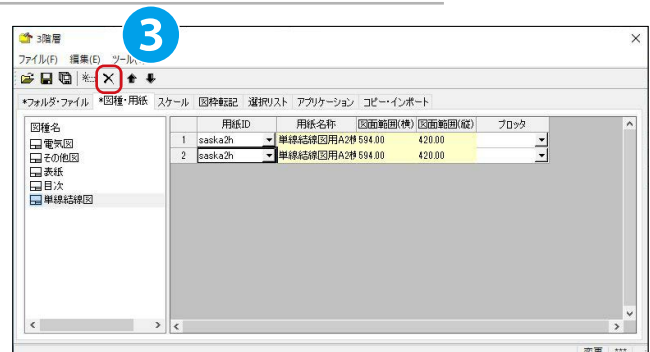 3
3階層
ファイル(F) 編集(E) ツール
*フォルダ・ファイル *図種・用紙 スケール 図枠転記 選択リスト アプリケーション コピー・インポート
図種名
電気図
その他図
表紙
目次
単線結線図
用紙ID 用紙名称 図面範囲(横) 図面範囲(縦) プロッタ
1 saska2h 単線結線図用A2横 594.00 420.00
2 saska2h 単線結線図用A2横 594.00 420.00
変更 ***